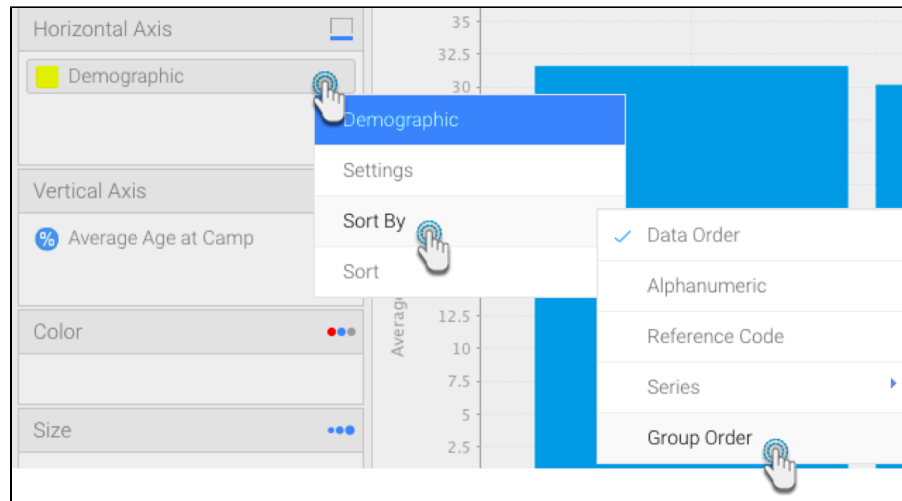 Horizontal Axis
Demographic
Vertical Axis
% Average Age at Camp
Color
Size
35
32.5
30
12.5
10
7.5
5
2.5
Demographic
Settings
Sort By
Sort
Data Order
Alphanumeric
Reference Code
Series
Group Order